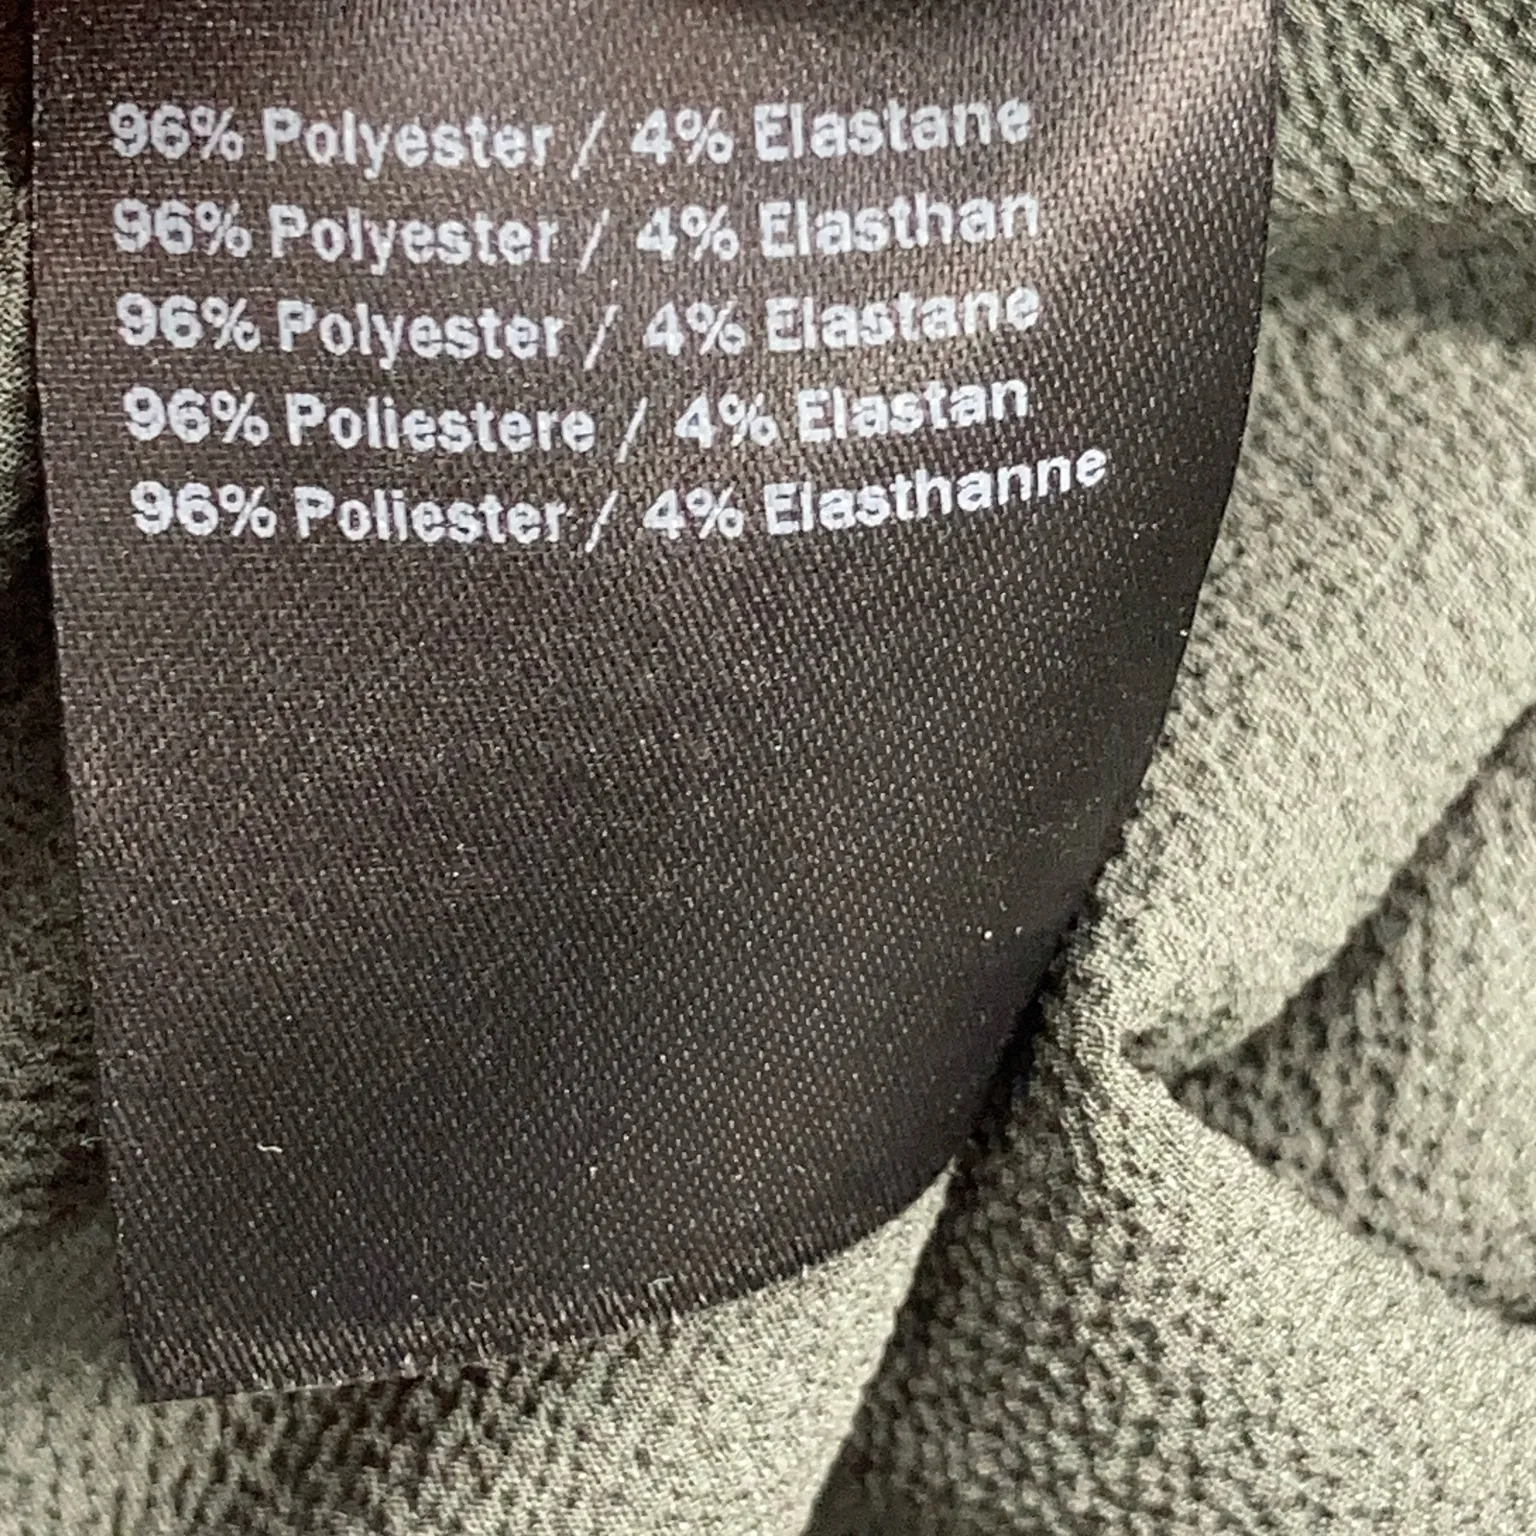 96% Polyester / 4% Elastane
96% Polyester / 4% Elasthan
96% Polyester / 4% Elastane
96% Poliestere / 4% Elastan
96% Poliester / 4% Elasthanne